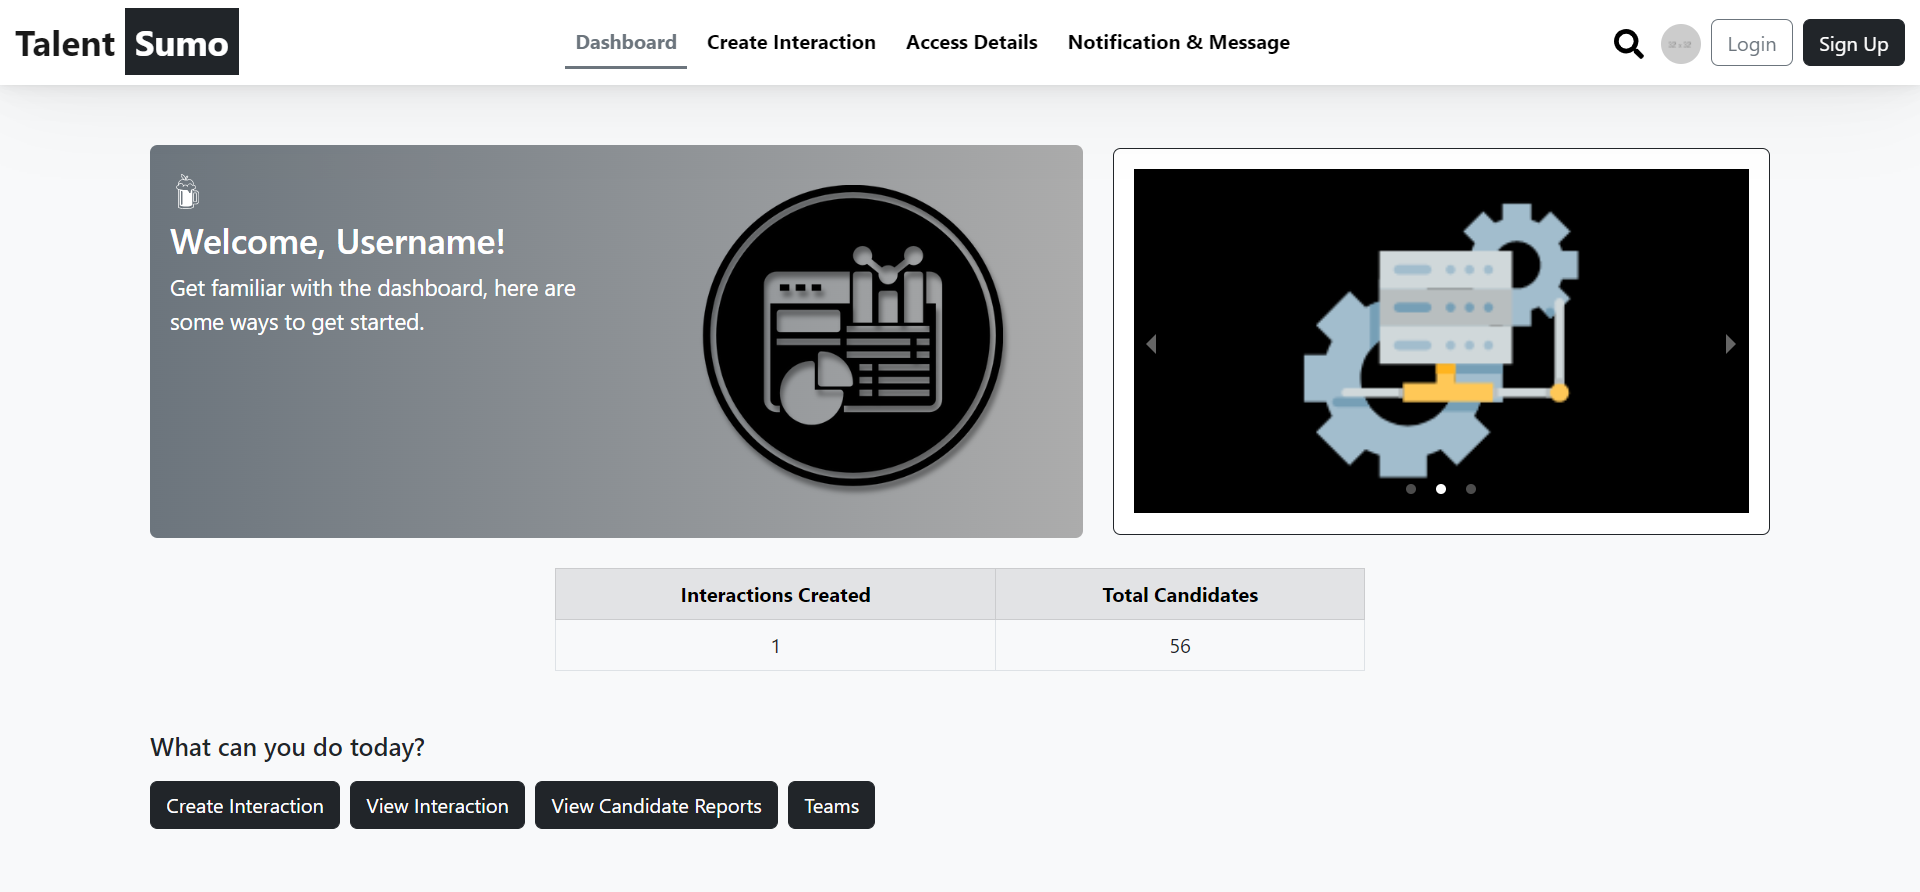 Talent Sumo
Dashboard
Create Interaction
Access Details
Notification & Message
Login
Sign Up
Welcome, Username!
Get familiar with the dashboard, here are
some ways to get started.
Interactions Created
Total Candidates
1
56
What can you do today?
Create Interaction
View Interaction
View Candidate Reports
Teams